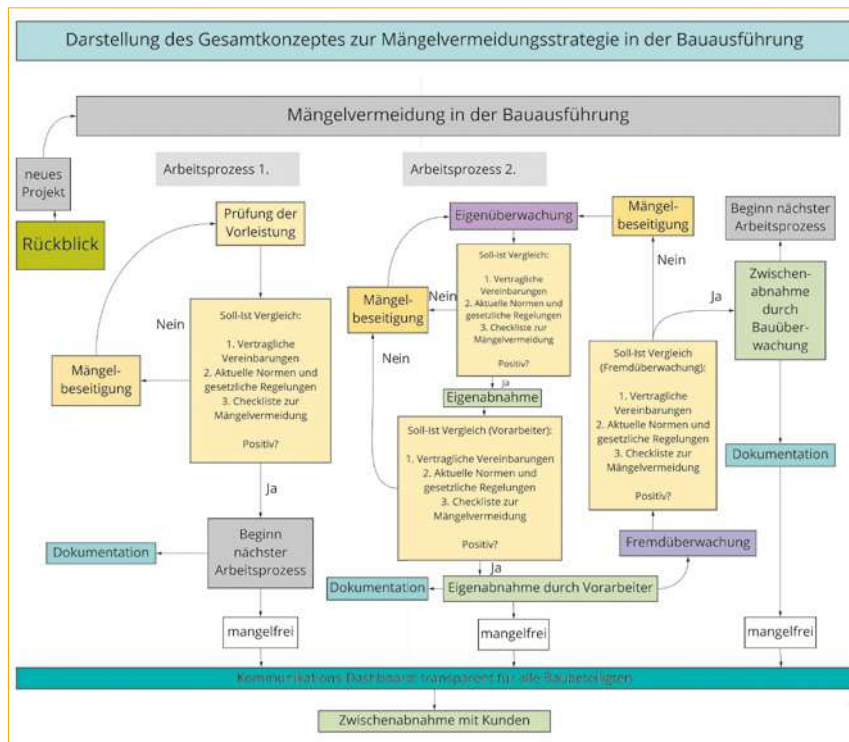 Darstellung des Gesamtkonzeptes zur Mängelvermeidungsstrategie in der Bauausführung
Mängelvermeidung in der Bauausführung
neues
Projekt
Rückblick
Arbeitsprozess 1.
Prüfung der
Vorleistung
Nein
Mängel-
beseitigung
Soll-Ist Vergleich:
1. Vertragliche
Vereinbarungen
2. Aktuelle Normen und
gesetzliche Regelungen
3. Checkliste zur
Mängelvermeidung
Positiv?
Ja
Beginn
nächster
Arbeitsprozess
Dokumentation
mangelfrei
Arbeitsprozess 2.
Eigenüberwachung
Soll-Ist Vergleich:
1. Vertragliche
Vereinbarungen
2. Aktuelle Normen und
gesetzliche Regelungen
3. Checkliste zur
Mängelvermeidung
Positiv?
Nein
Mängel-
beseitigung
Nein
Ja
Eigenabnahme
Soll-Ist Vergleich (Vorarbeiter):
1. Vertragliche Vereinbarungen
2. Aktuelle Normen und
gesetzliche Regelungen
3. Checkliste zur
Mängelvermeidung
Positiv?
Ja
Dokumentation
Eigenabnahme durch Vorarbeiter
mangelfrei
Mängel-
beseitigung
Nein
Ja
Soll-Ist Vergleich
(Fremdüberwachung):
1. Vertragliche
Vereinbarungen
2. Aktuelle Normen und
gesetzliche Regelungen
3. Checkliste zur
Mängelvermeidung
Positiv?
Fremdüberwachung
Beginn nächster
Arbeitsprozess
Zwischen-
abnahme
durch
Bauüber-
wachung
Dokumentation
mangelfrei
Kommunikations-Dashboard: transparent für alle Baubeteiligten
Zwischenabnahme mit Kunden